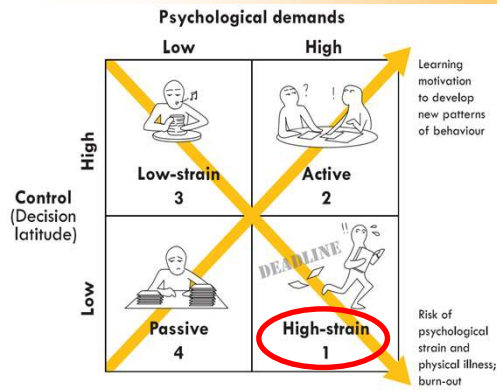 Psychological demands
Low
High
High
Control
(Decision
latitude)
Low
Low-strain
3
?
!
Active
2
Learning
motivation
to develop
new patterns
of behaviour
Passive
4
!!
DEADLINE
High-strain
1
Risk of
psychological
strain and
physical illness;
burn-out